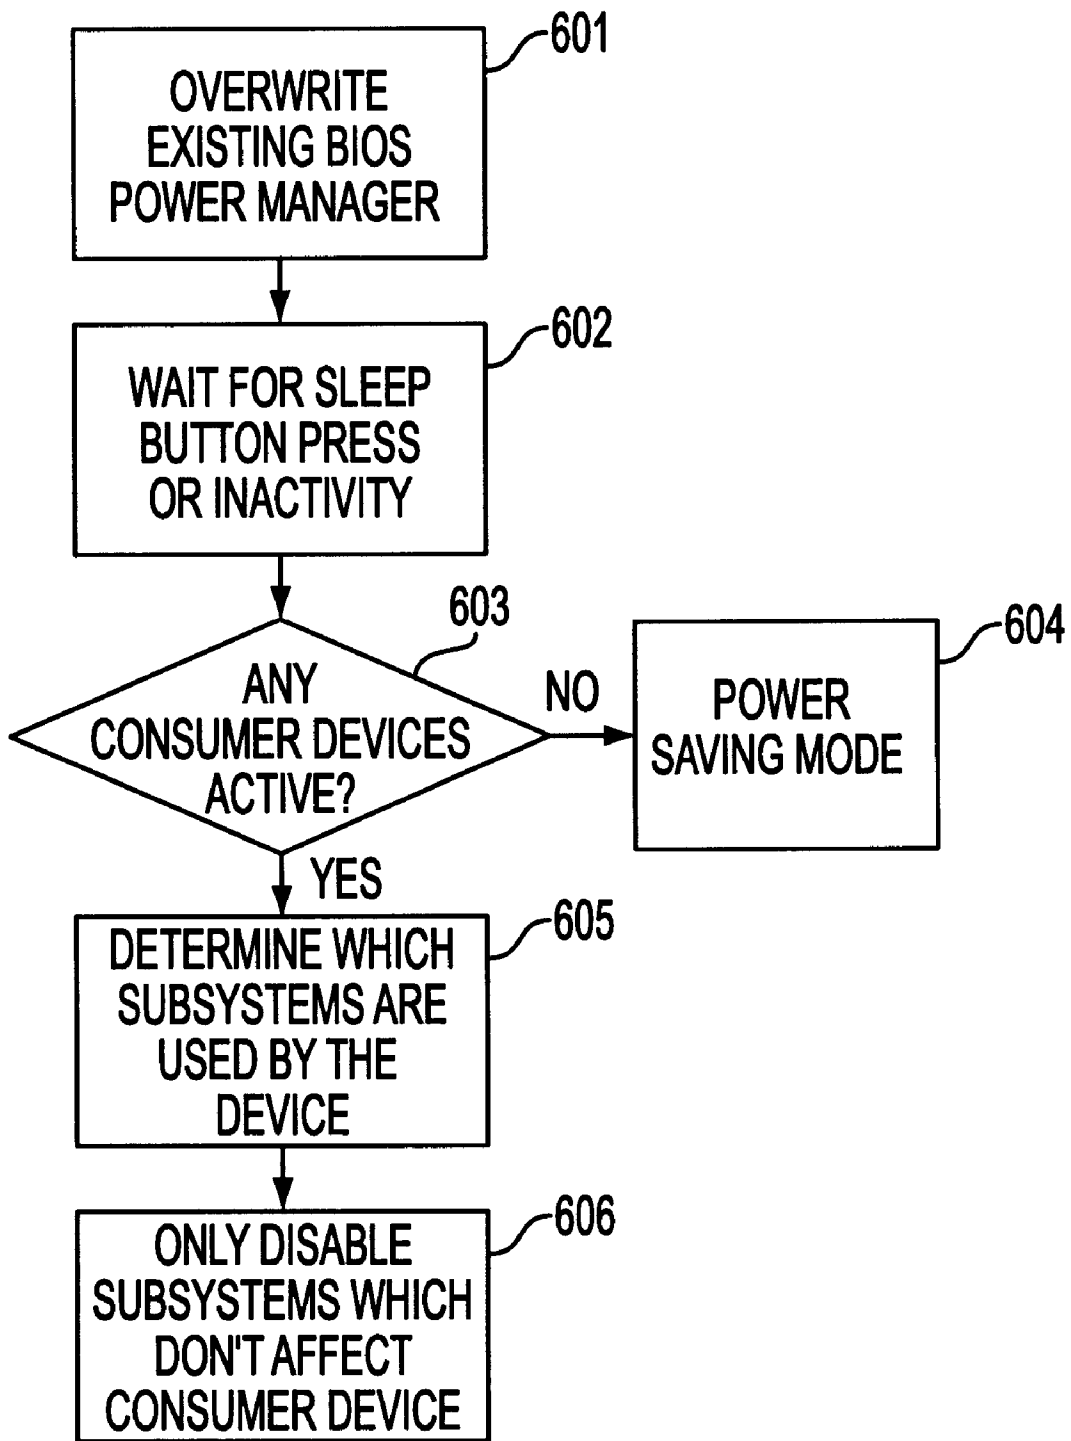 601
OVERWRITE
EXISTING BIOS
POWER MANAGER
602
WAIT FOR SLEEP
BUTTON PRESS
OR INACTIVITY
603
ANY
CONSUMER DEVICES
ACTIVE?
NO
604
POWER
SAVING MODE
YES
605
DETERMINE WHICH
SUBSYSTEMS ARE
USED BY THE
DEVICE
606
ONLY DISABLE
SUBSYSTEMS WHICH
DON'T AFFECT
CONSUMER DEVICE